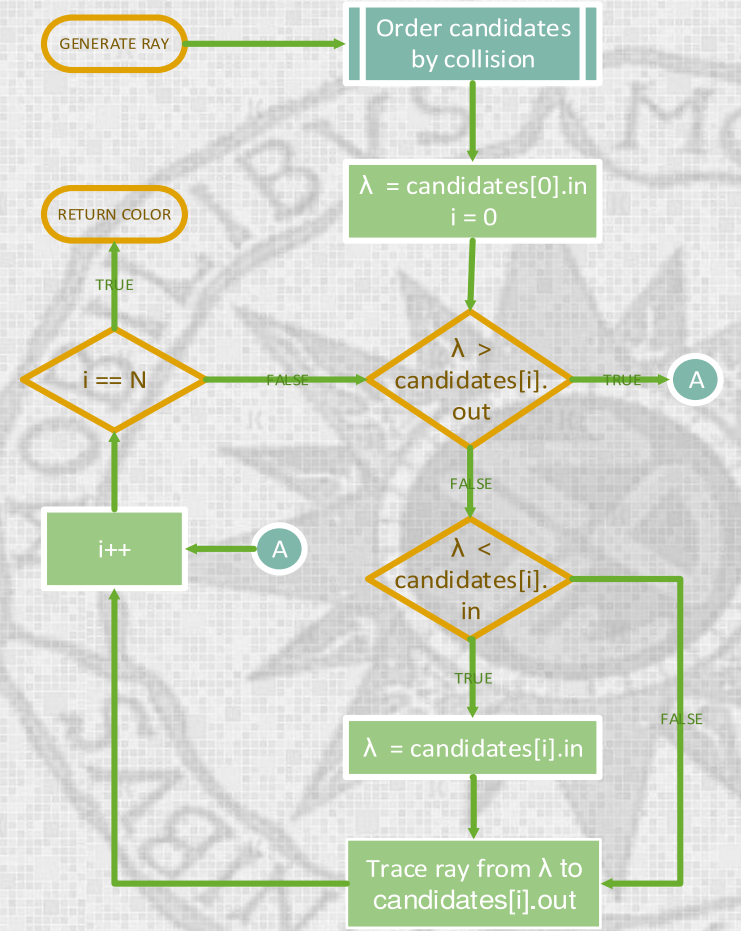 GENERATE RAY
Order candidates
by collision
λ = candidates[0].in
i = 0
RETURN COLOR
TRUE
i == N
FALSE
λ >
candidates[i].
out
TRUE
A
FALSE
i++
A
λ <
candidates[i].
in
TRUE
FALSE
λ = candidates[i].in
Trace ray from λ to
candidates[i].out